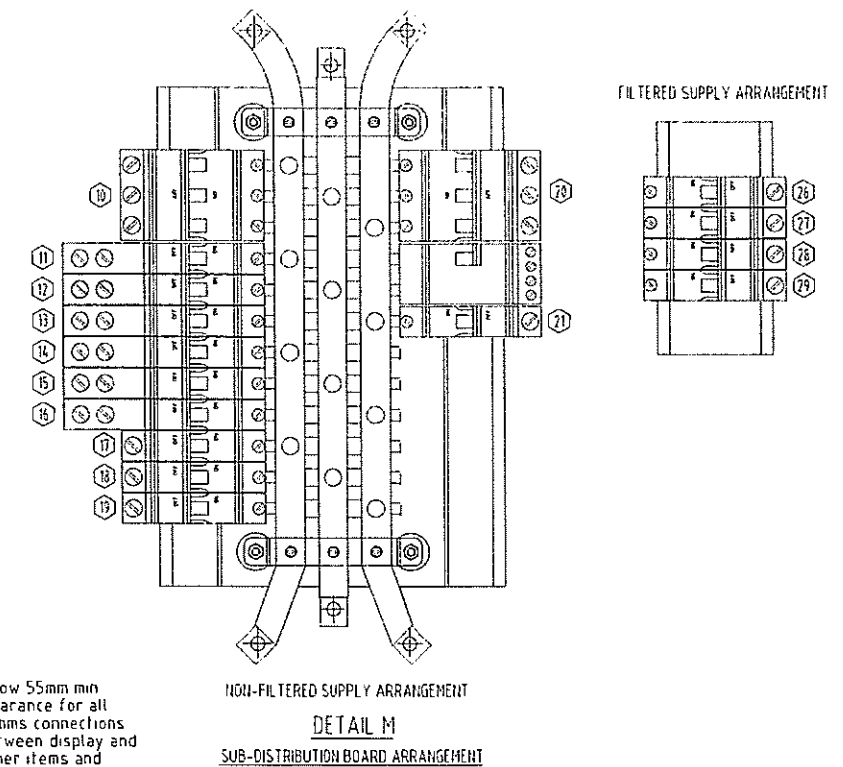 FILTERED SUPPLY ARRANGEMENT
10
11
12
13
14
15
16
17
18
19
20
21
26
27
28
29
ow 55mm min
arance for all
mms connections
tween display and
her items and
NON-FILTERED SUPPLY ARRANGEMENT
DETAIL M
SUB-DISTRIBUTION BOARD ARRANGEMENT